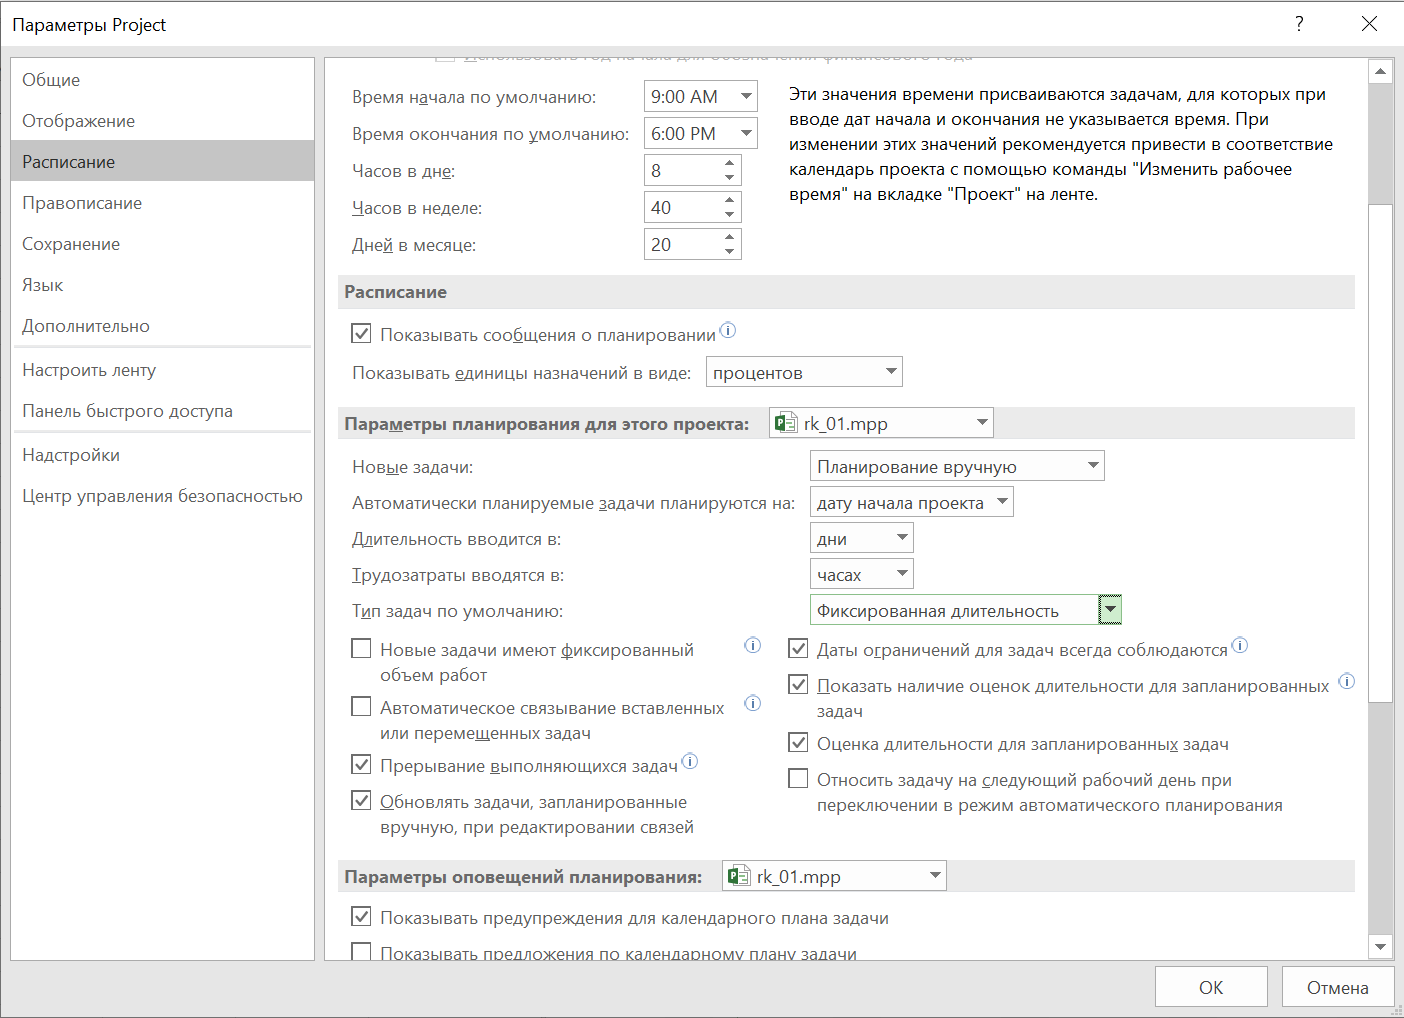 Параметры Project
?
Общие
Отображение
Расписание
Правописание
Сохранение
Язык
Дополнительно
Настроить ленту
Панель быстрого доступа
Надстройки
Центр управления безопасностью
Использовать год начала для обозначения финансового года
Время начала по умолчанию: 9:00 AM
Время окончания по умолчанию: 6:00 PM
Часов в дне: 8
Часов в неделе: 40
Дней в месяце: 20
Эти значения времени присваиваются задачам, для которых при
вводе дат начала и окончания не указывается время. При
изменении этих значений рекомендуется привести в соответствие
календарь проекта с помощью команды "Изменить рабочее
время" на вкладке "Проект" на ленте.
Расписание
Показывать сообщения о планировании
Показывать единицы назначений в виде: процентов
Параметры планирования для этого проекта: rk_01.mpp
Новые задачи: Планирование вручную
Автоматически планируемые задачи планируются на: дату начала проекта
Длительность вводится в: дни
Трудозатраты вводятся в: часах
Тип задач по умолчанию: Фиксированная длительность
Новые задачи имеют фиксированный
объем работ
Автоматическое связывание вставленных
или перемещенных задач
Прерывание выполняющихся задач
Обновлять задачи, запланированные
вручную, при редактировании связей
Даты ограничений для задач всегда соблюдаются
Показать наличие оценок длительности для запланированных
задач
Оценка длительности для запланированных задач
Относить задачу на следующий рабочий день при
переключении в режим автоматического планирования
Параметры оповещений планирования: rk_01.mpp
Показывать предупреждения для календарного плана задачи
Показывать предложения по календарному плану задачи
OK
Отмена